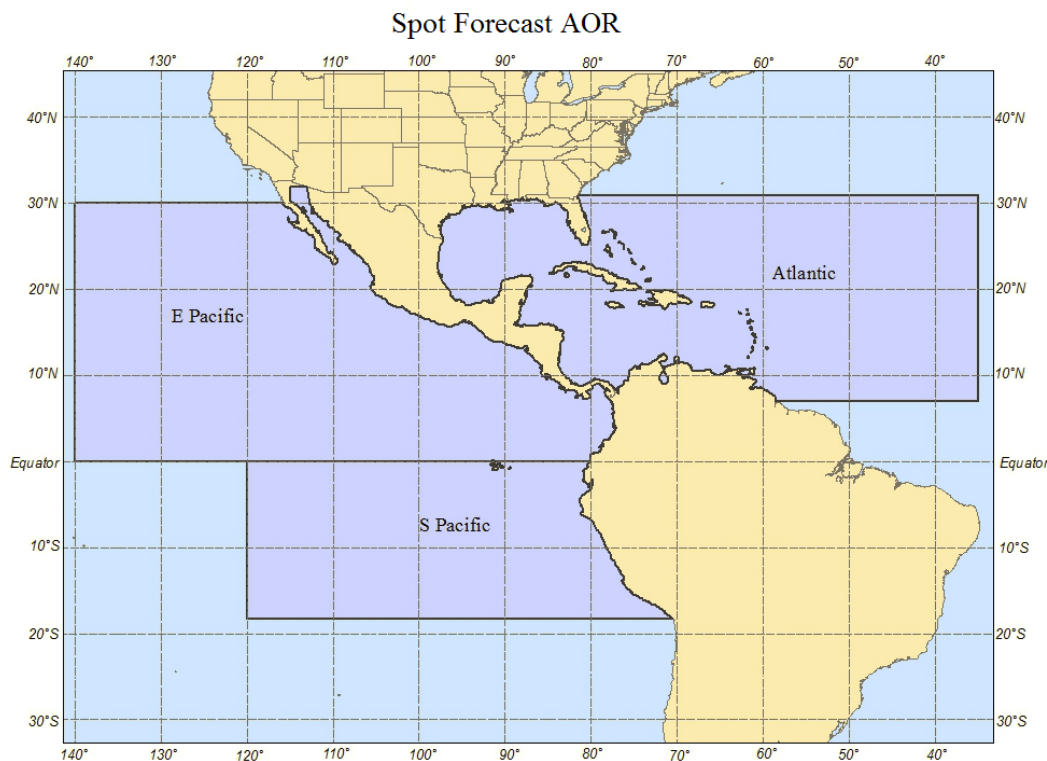 Spot Forecast AOR
140° 130° 120° 110° 100° 90° 80° 70° 60° 50° 40°
40°N 40°N
30°N 30°N
Atlantic
20°N 20°N
E Pacific
10°N 10°N
Equator Equator
S Pacific
10°S 10°S
20°S 20°S
30°S 30°S
140° 130° 120° 110° 100° 90° 80° 70° 60° 50° 40°